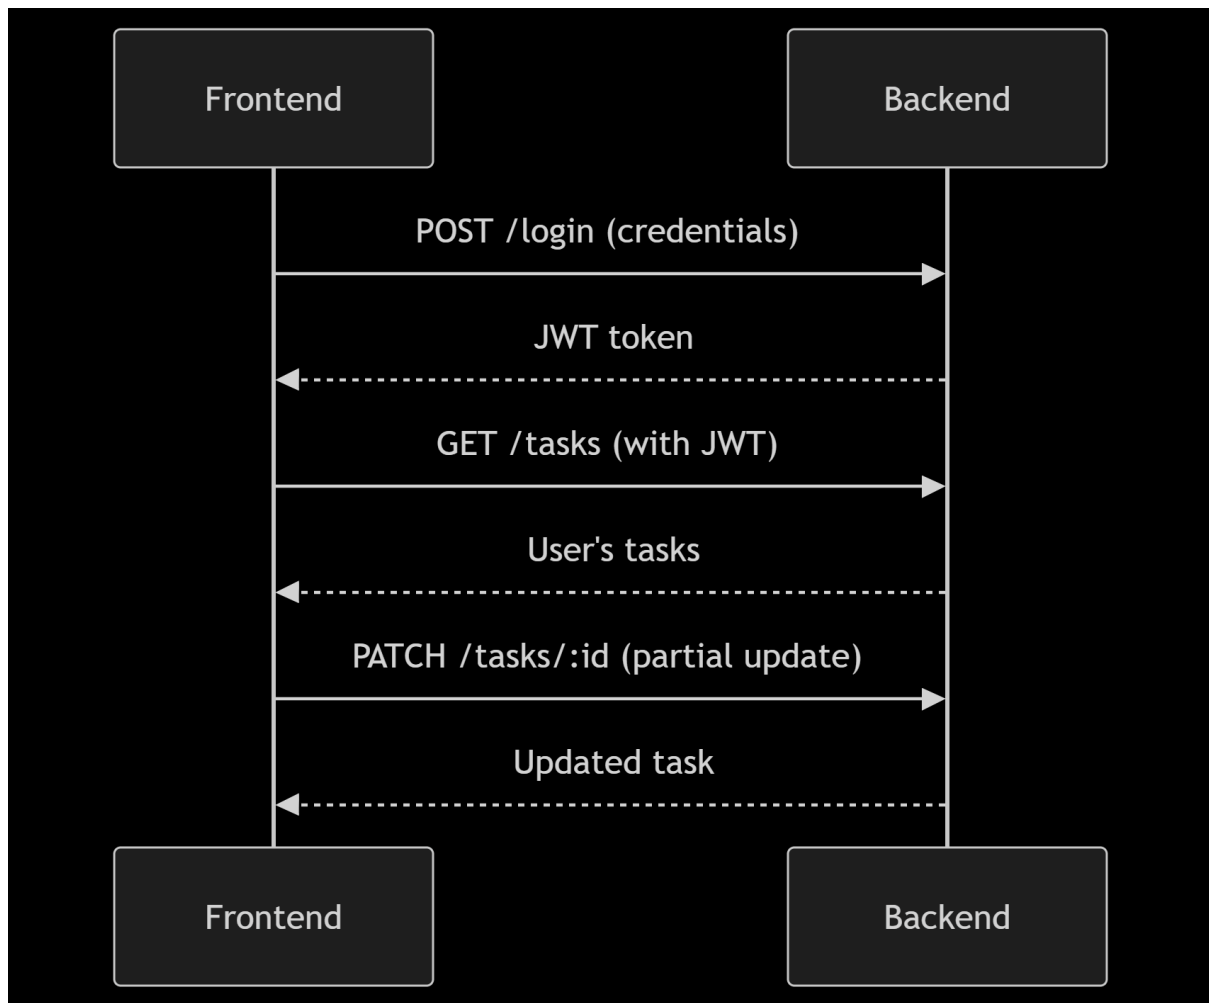 Frontend
Backend
POST /login (credentials)
JWT token
GET /tasks (with JWT)
User's tasks
PATCH /tasks/:id (partial update)
Updated task
Frontend
Backend